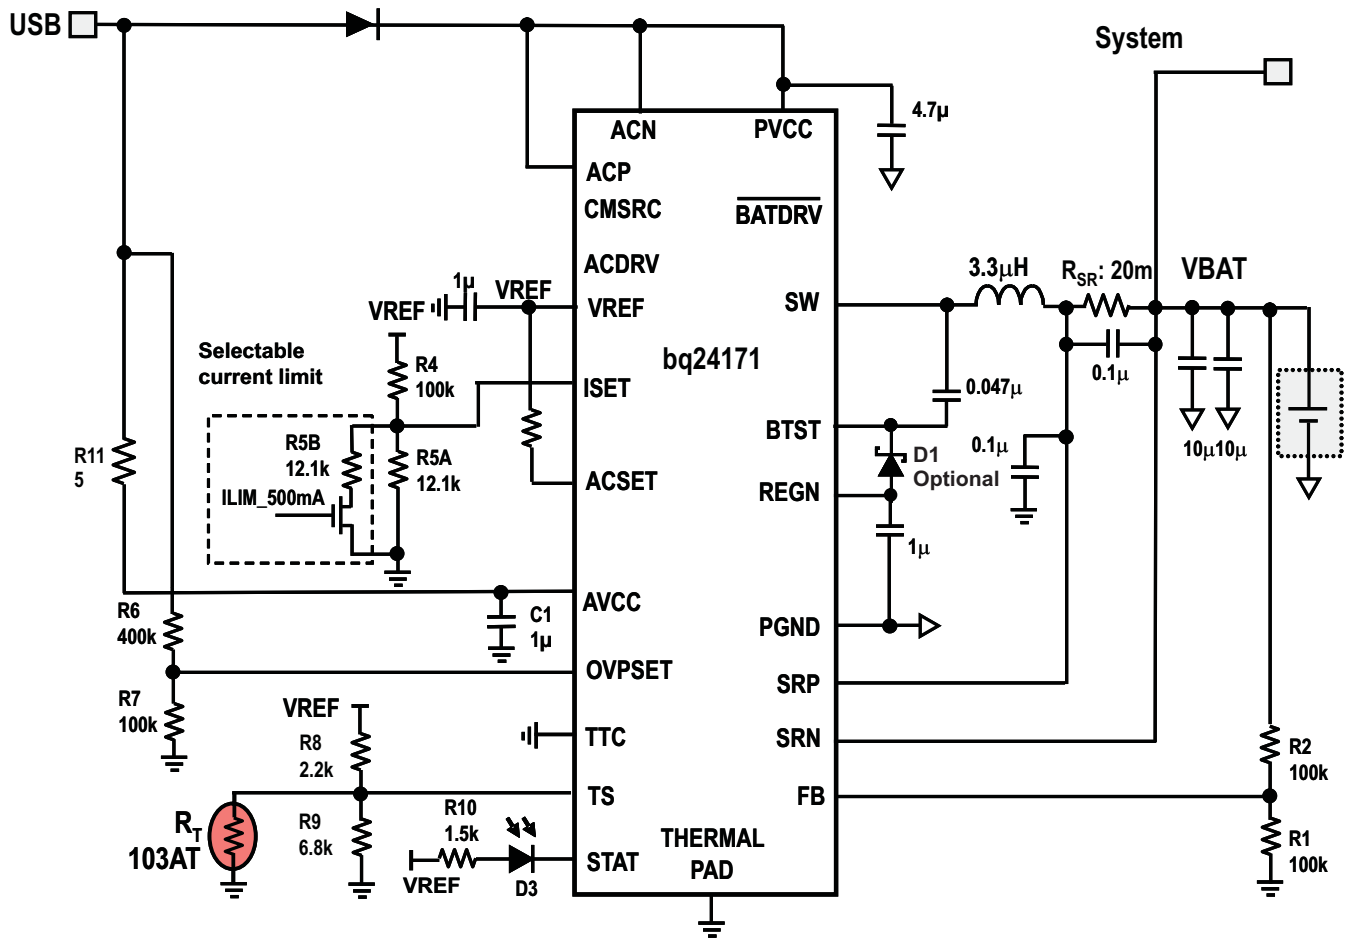 USB
System
4.7µ
ACN
PVCC
ACP
CMSRC
BATDRV
ACDRV
3.3µH
RSR: 20m
VBAT
1µ
VREF
VREF
VREF
SW
Selectable
current limit
R4
100k
bq24171
ISET
0.1µ
0.047µ
BTST
R5B
12.1k
R5A
12.1k
R11
5
ILIM_500mA
ACSET
D1
Optional
0.1µ
10µ
10µ
REGN
1µ
AVCC
C1
1µ
R6
400k
PGND
OVPSET
SRP
R7
100k
VREF
TTC
SRN
R8
2.2k
R2
100k
TS
FB
RT
103AT
R9
6.8k
R10
1.5k
THERMAL
PAD
R1
100k
STAT
VREF
D3